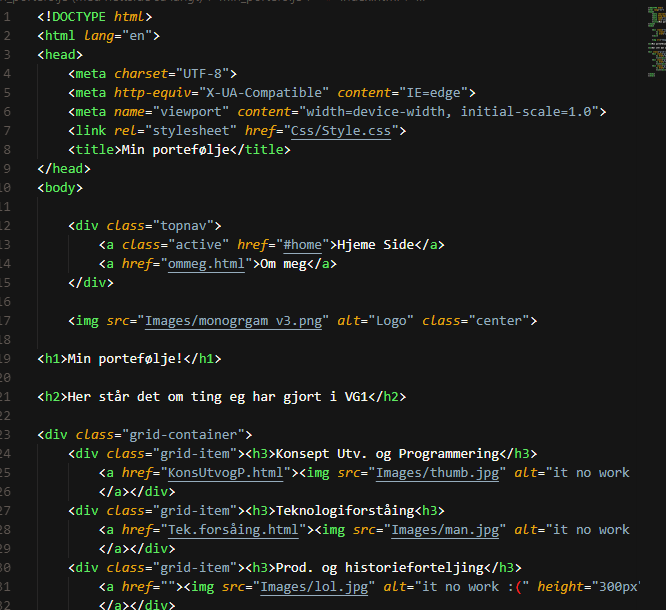 1 <!DOCTYPE html>
2 <html lang="en">
3 <head>
4 <meta charset="UTF-8">
5 <meta http-equiv="X-UA-Compatible" content="IE=edge">
6 <meta name="viewport" content="width=device-width, initial-scale=1.0">
7 <link rel="stylesheet" href="Css/Style.css">
8 <title>Min portefølje</title>
9 </head>
10 <body>
11
12 <div class="topnav">
13 <a class="active" href="#home">Hjeme Side</a>
14 <a href="ommeg.html">Om meg</a>
15 </div>
16
17 <img src="Images/monogrgam v3.png" alt="Logo" class="center">
18
19 <h1>Min portefølje!</h1>
20
21 <h2>Her står det om ting eg har gjort i VG1</h2>
22
23 <div class="grid-container">
24 <div class="grid-item"><h3>Konsept Utv. og Programmering</h3>
25 <a href="KonsUtvogP.html"><img src="Images/thumb.jpg" alt="it no work
26 </a></div>
27 <div class="grid-item"><h3>Teknologiforståing<h3>
28 <a href="Tek.forsåing.html"><img src="Images/man.jpg" alt="it no work
29 </a></div>
30 <div class="grid-item"><h3>Prod. og historieforteljing</h3>
31 <a href=""><img src="Images/lol.jpg" alt="it no work :(" height="300px"
32 </a></div>